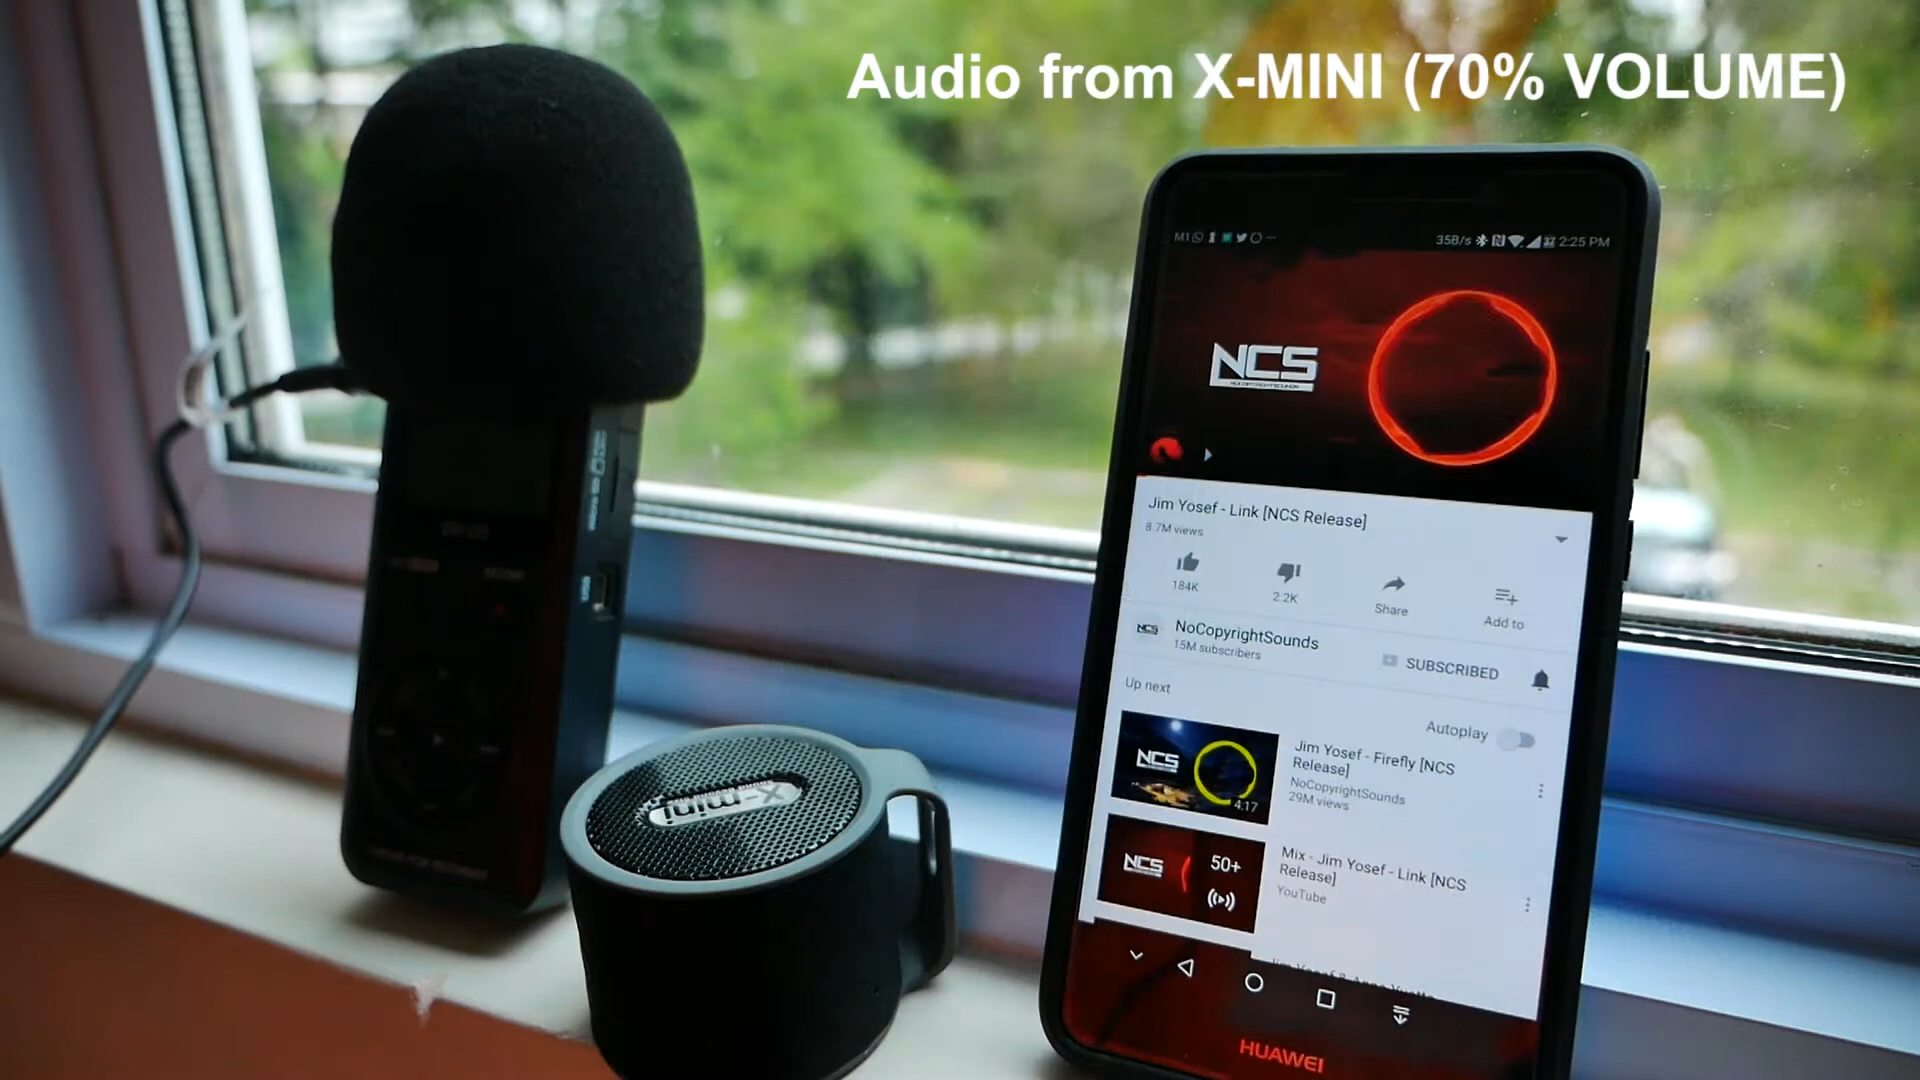 Audio from X-MINI (70% VOLUME)
35B/s 2:25 PM
NCS
NOCOPYRIGHTSOUNDS
Jim Yosef - Link [NCS Release]
8.7M views
184K
2.2K
Share
Add to
NCS
NoCopyrightSounds
15M subscribers
SUBSCRIBED
Up next
Autoplay
NCS
4:17
Jim Yosef - Firefly [NCS
Release]
NoCopyrightSounds
29M views
NCS
50+
Mix - Jim Yosef - Link [NCS
Release]
YouTube
HUAWEI
X-mini